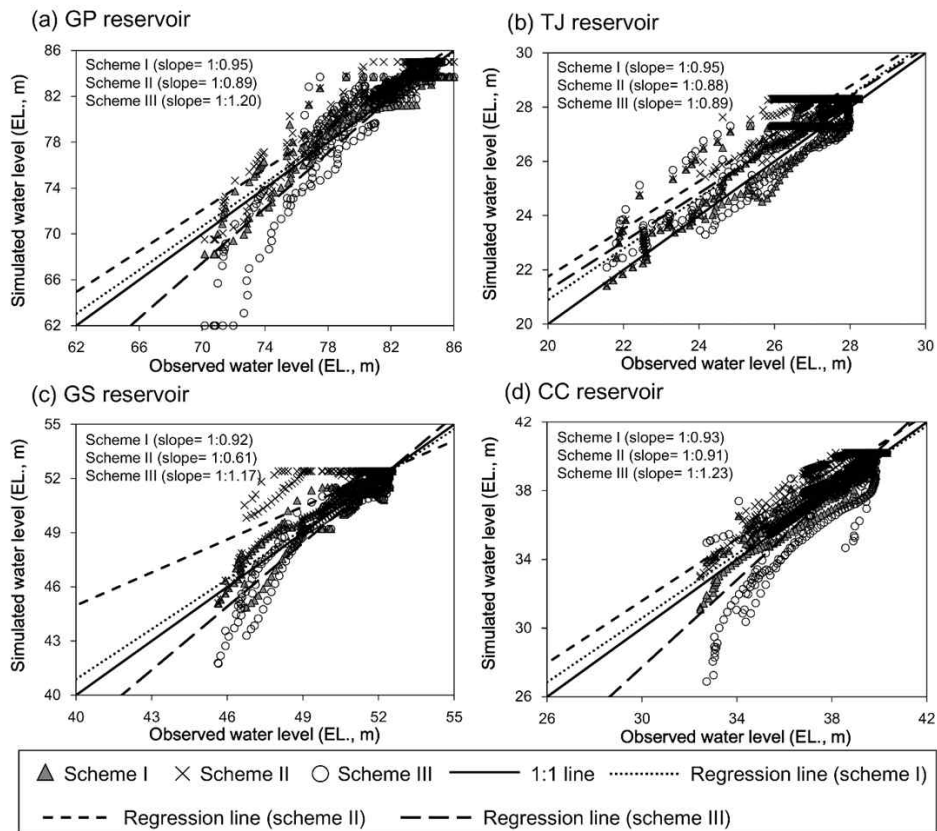 (a) GP reservoir
Scheme I (slope= 1:0.95)
Scheme II (slope= 1:0.89)
Scheme III (slope= 1:1.20)
Simulated water level (EL., m)
86
82
78
74
70
66
62
62 66 70 74 78 82 86
Observed water level (EL., m)
(b) TJ reservoir
Scheme I (slope= 1:0.95)
Scheme II (slope= 1:0.88)
Scheme III (slope= 1:0.89)
Simulated water level (EL., m)
30
28
26
24
22
20
20 22 24 26 28 30
Observed water level (EL., m)
(c) GS reservoir
Scheme I (slope= 1:0.92)
Scheme II (slope= 1:0.61)
Scheme III (slope= 1:1.17)
Simulated water level (EL., m)
55
52
49
46
43
40
40 43 46 49 52 55
Observed water level (EL., m)
(d) CC reservoir
Scheme I (slope= 1:0.93)
Scheme II (slope= 1:0.91)
Scheme III (slope= 1:1.23)
Simulated water level (EL., m)
42
38
34
30
26
26 30 34 38 42
Observed water level (EL., m)
Scheme I Scheme II Scheme III 1:1 line Regression line (scheme I)
Regression line (scheme II) Regression line (scheme III)